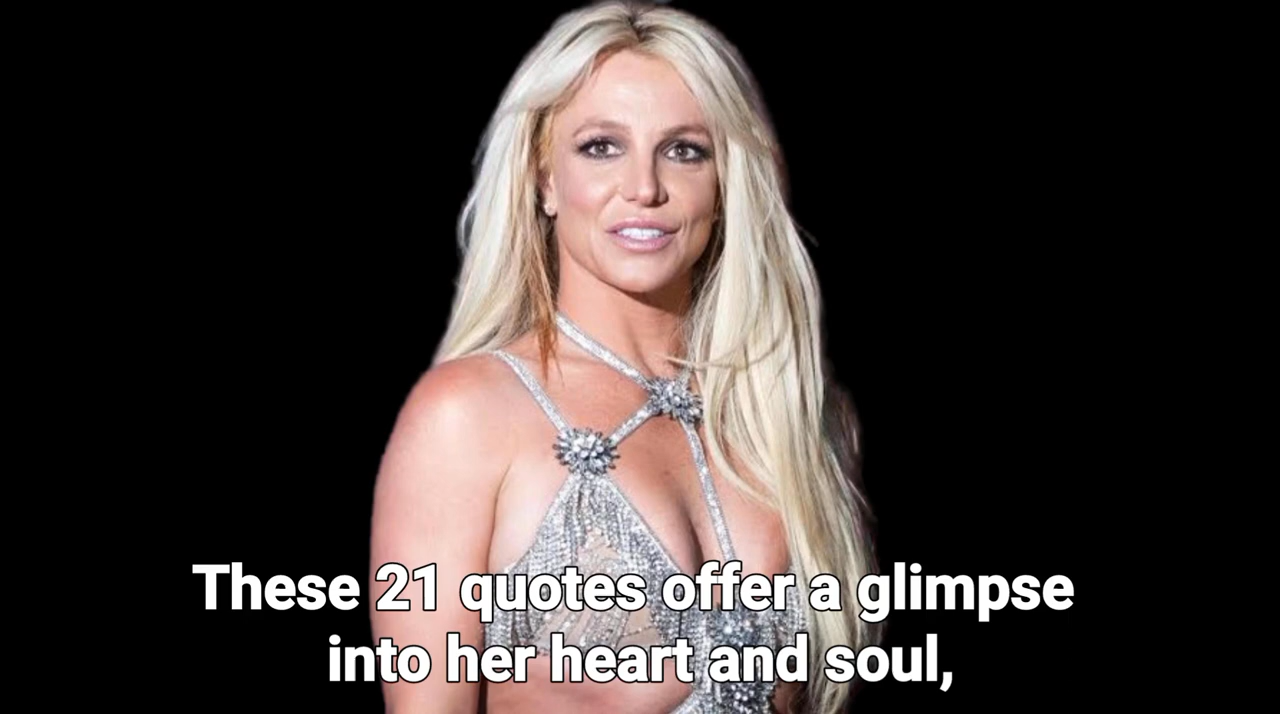 These 21 quotes offer a glimpse
into her heart and soul,